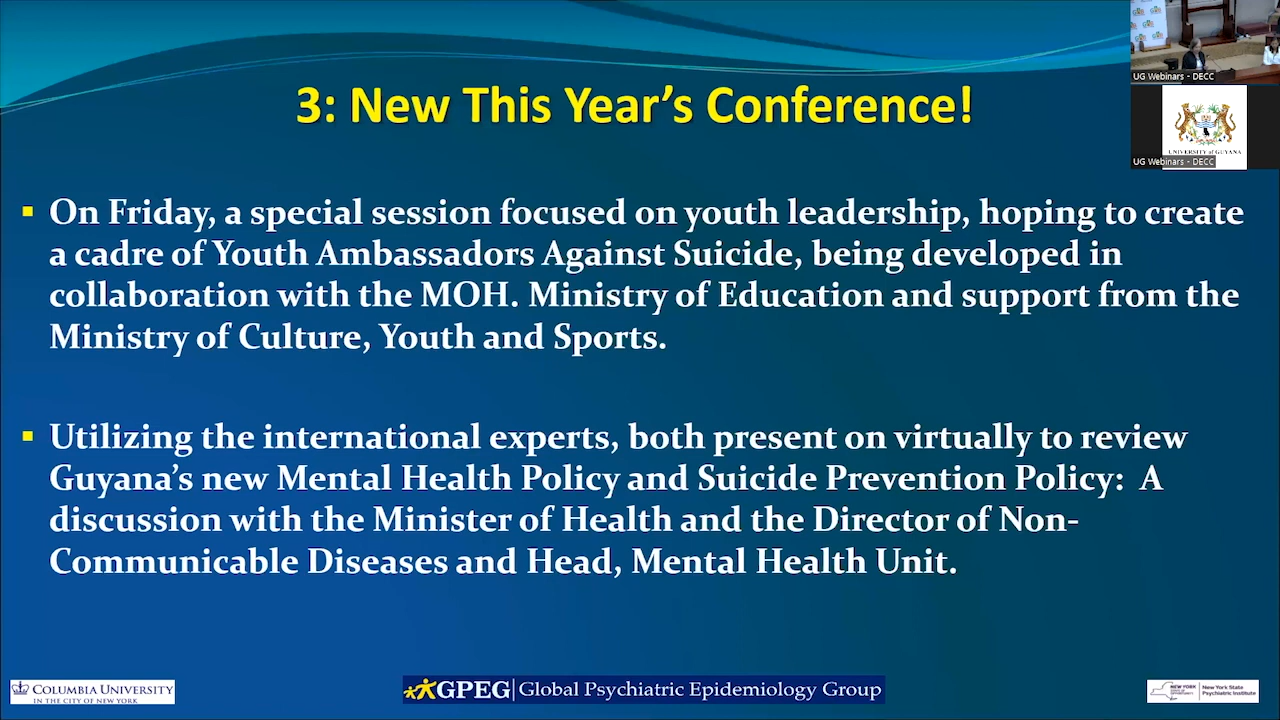 3: New This Year's Conference!
UG Webinars - DECC
UNIVERSITY of GUYANA
UG Webinars - DECC
▪ On Friday, a special session focused on youth leadership, hoping to create
a cadre of Youth Ambassadors Against Suicide, being developed in
collaboration with the MOH. Ministry of Education and support from the
Ministry of Culture, Youth and Sports.
▪ Utilizing the international experts, both present on virtually to review
Guyana's new Mental Health Policy and Suicide Prevention Policy:  A
discussion with the Minister of Health and the Director of Non-
Communicable Diseases and Head, Mental Health Unit.
COLUMBIA UNIVERSITY
IN THE CITY OF NEW YORK
GPEG | Global Psychiatric Epidemiology Group
NEW YORK
New York State
Psychiatric Institute